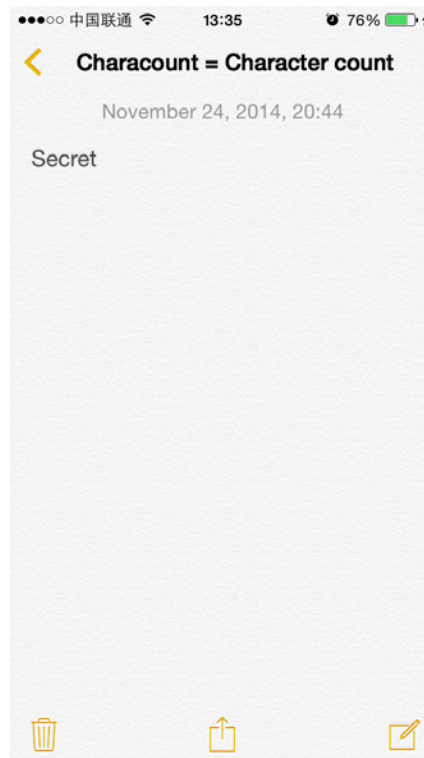 中国联通 13:35 76%
Characount = Character count
November 24, 2014, 20:44
Secret